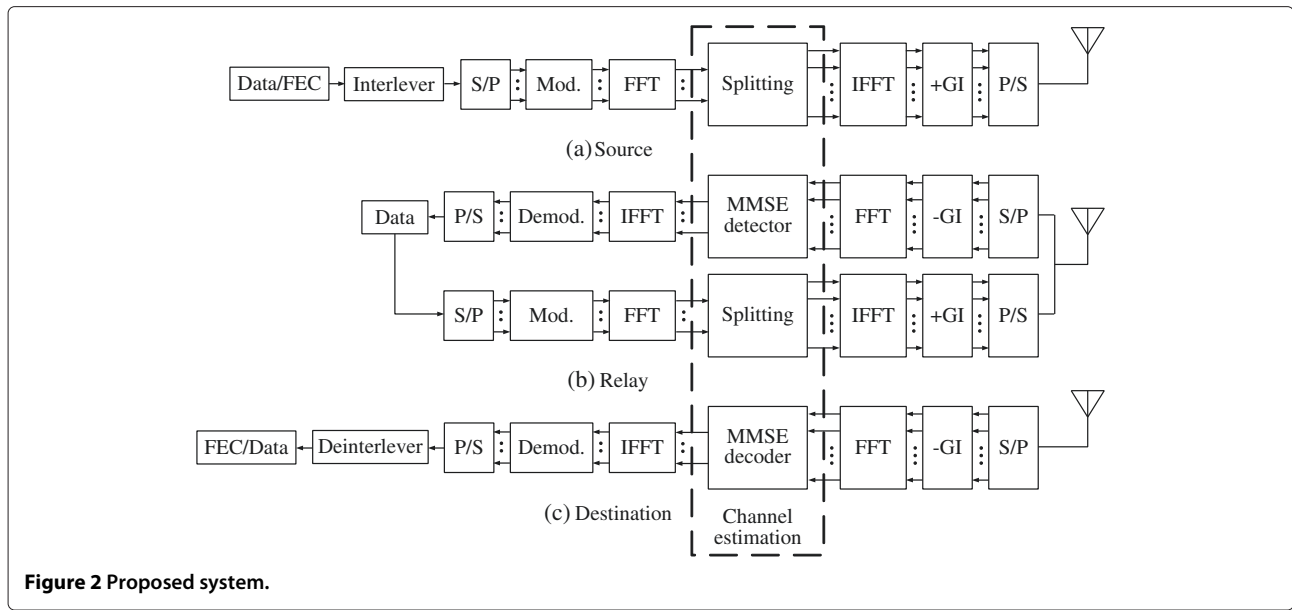 Data/FEC
Interlever
S/P
Mod.
FFT
Splitting
IFFT
+GI
P/S
(a) Source
Data
P/S
Demod.
IFFT
MMSE
detector
FFT
-GI
S/P
S/P
Mod.
FFT
Splitting
IFFT
+GI
P/S
(b) Relay
FEC/Data
Deinterlever
P/S
Demod.
IFFT
MMSE
decoder
FFT
-GI
S/P
(c) Destination
Channel
estimation
Figure 2 Proposed system.